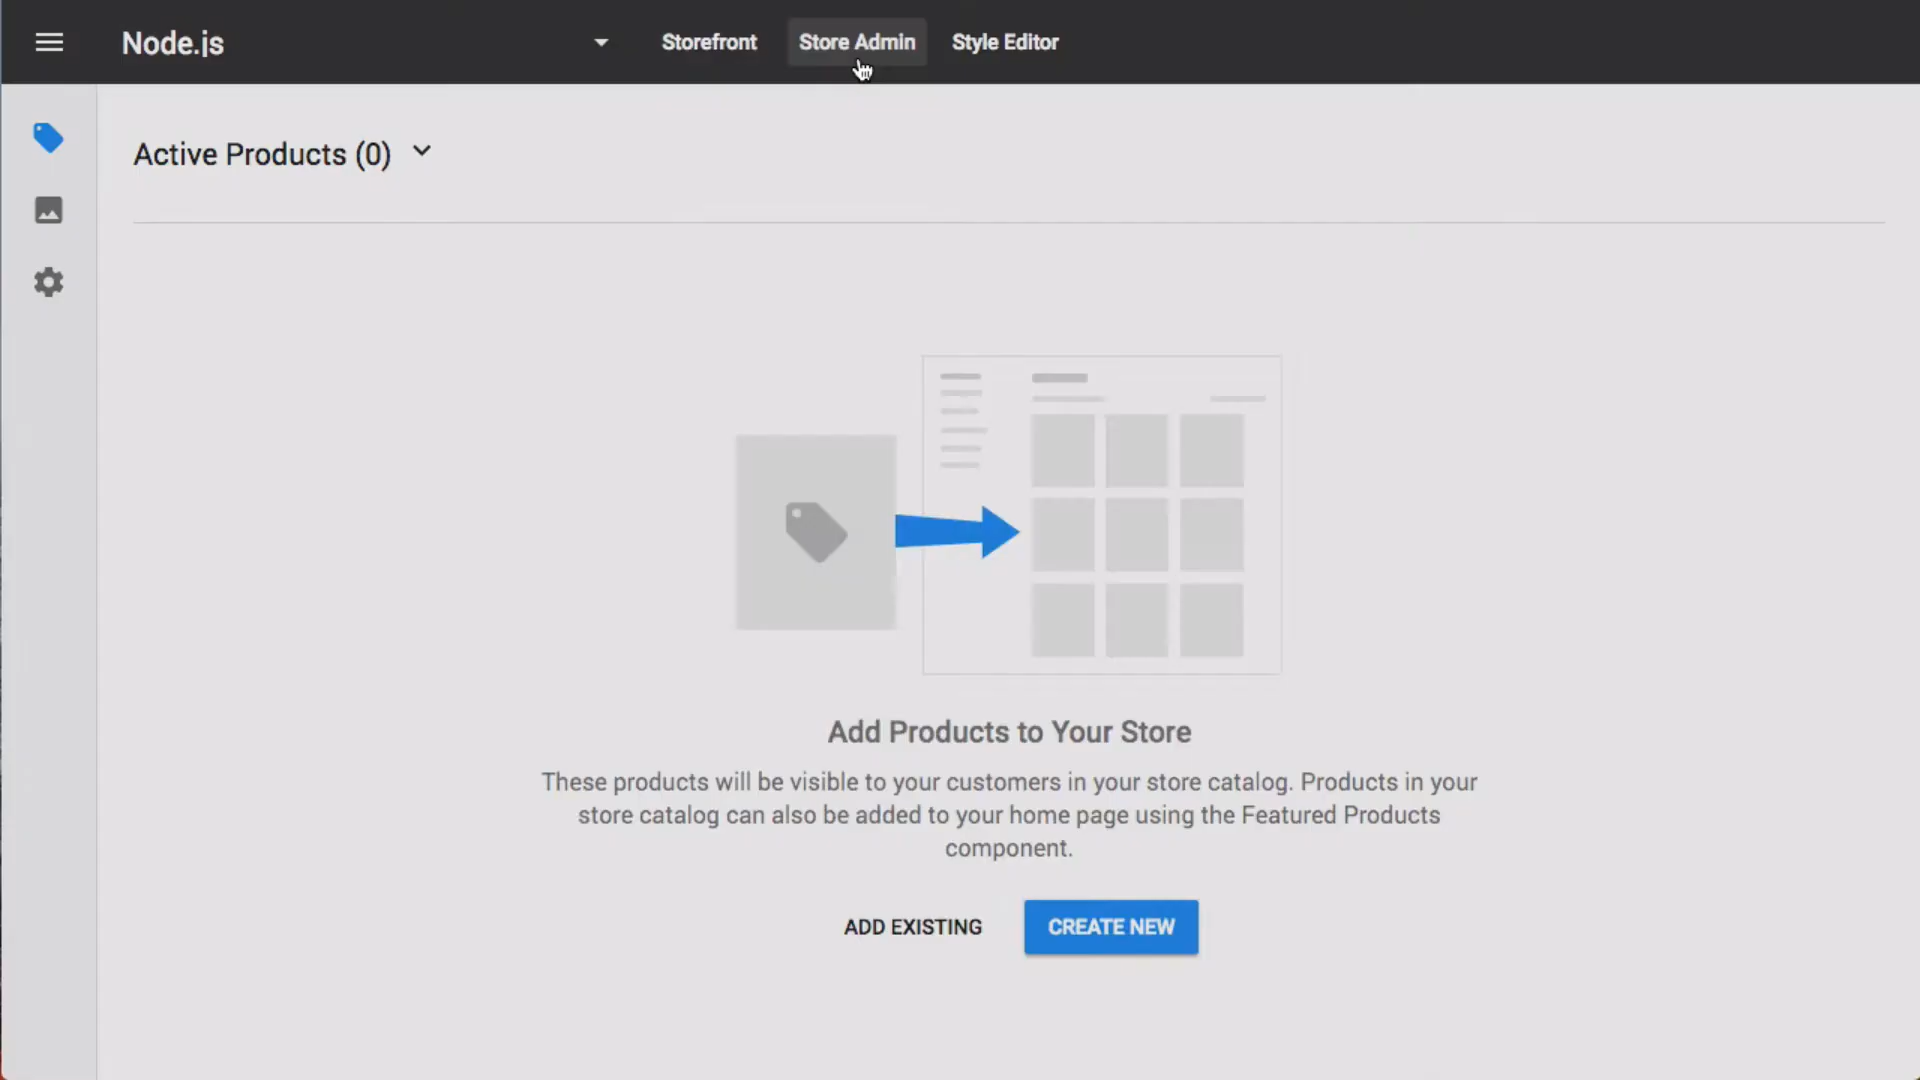 Node.js
Storefront
Store Admin
Style Editor
Active Products (0)
Add Products to Your Store
These products will be visible to your customers in your store catalog. Products in your
store catalog can also be added to your home page using the Featured Products
component.
ADD EXISTING
CREATE NEW